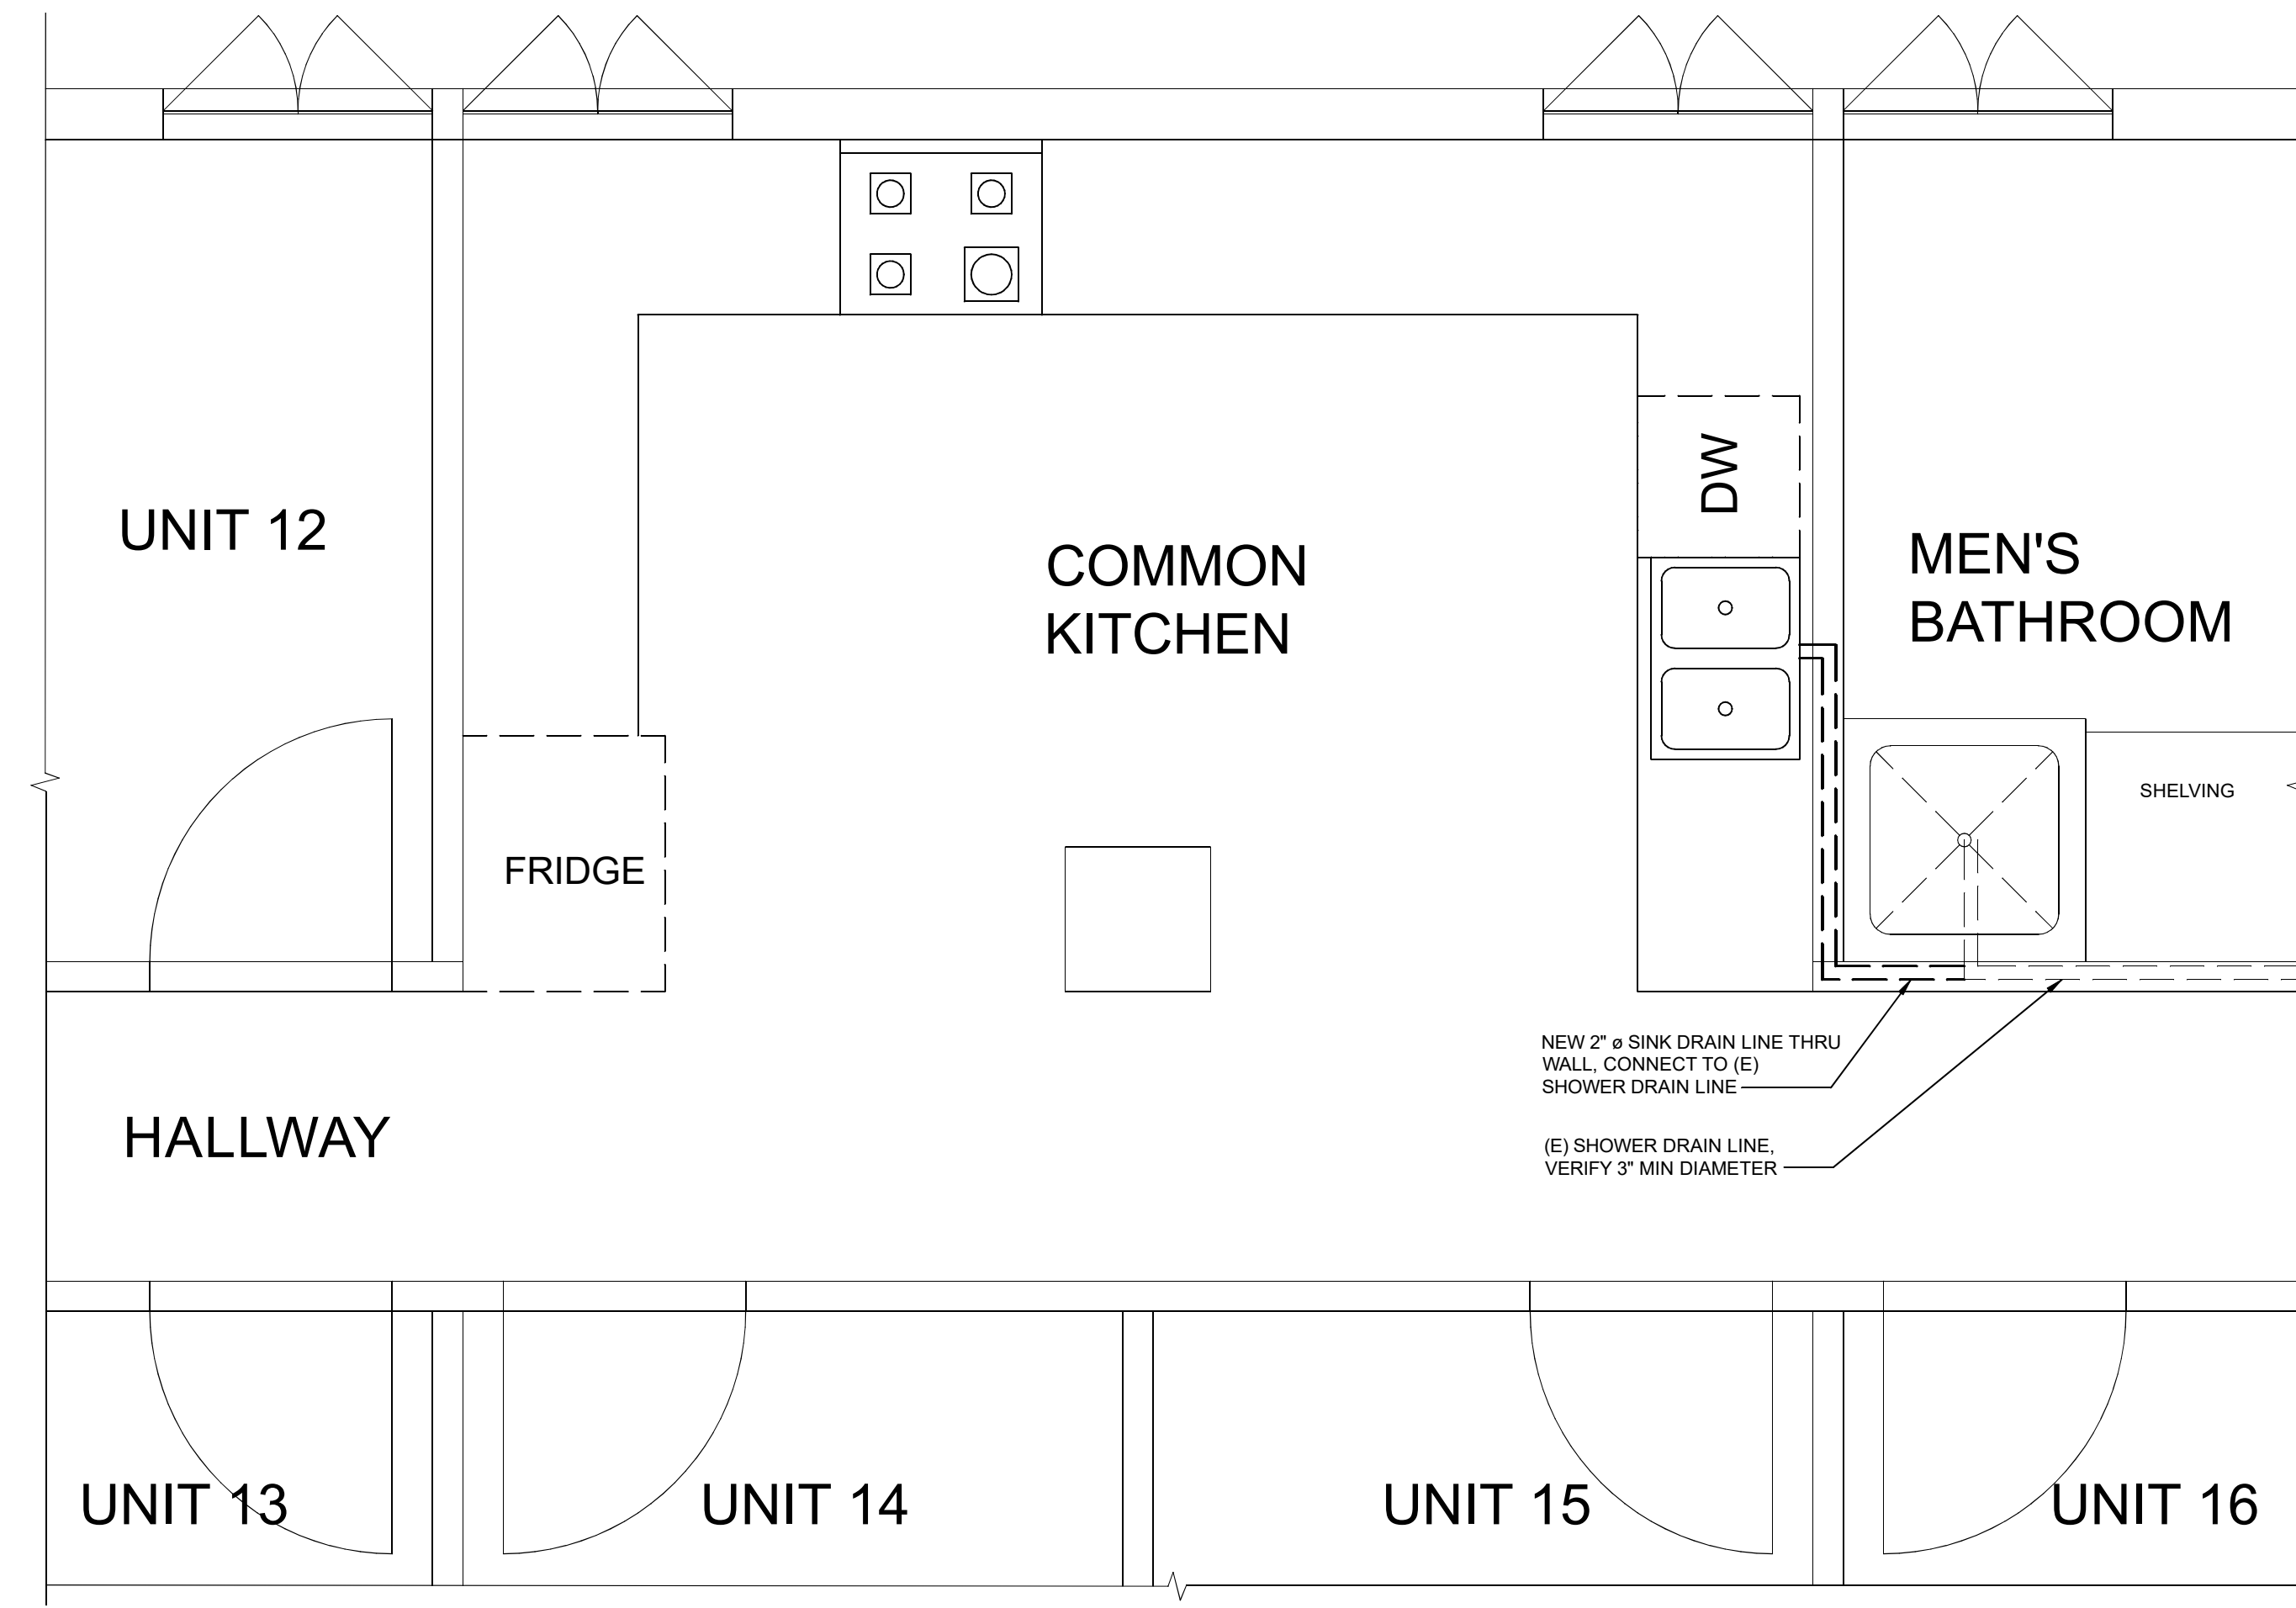 UNIT 12
COMMON
KITCHEN
DW
MEN'S
BATHROOM
SHELVING
FRIDGE
NEW 2" ø SINK DRAIN LINE THRU
WALL, CONNECT TO (E)
SHOWER DRAIN LINE
HALLWAY
(E) SHOWER DRAIN LINE,
VERIFY 3" MIN DIAMETER
UNIT 13
UNIT 14
UNIT 15
UNIT 16